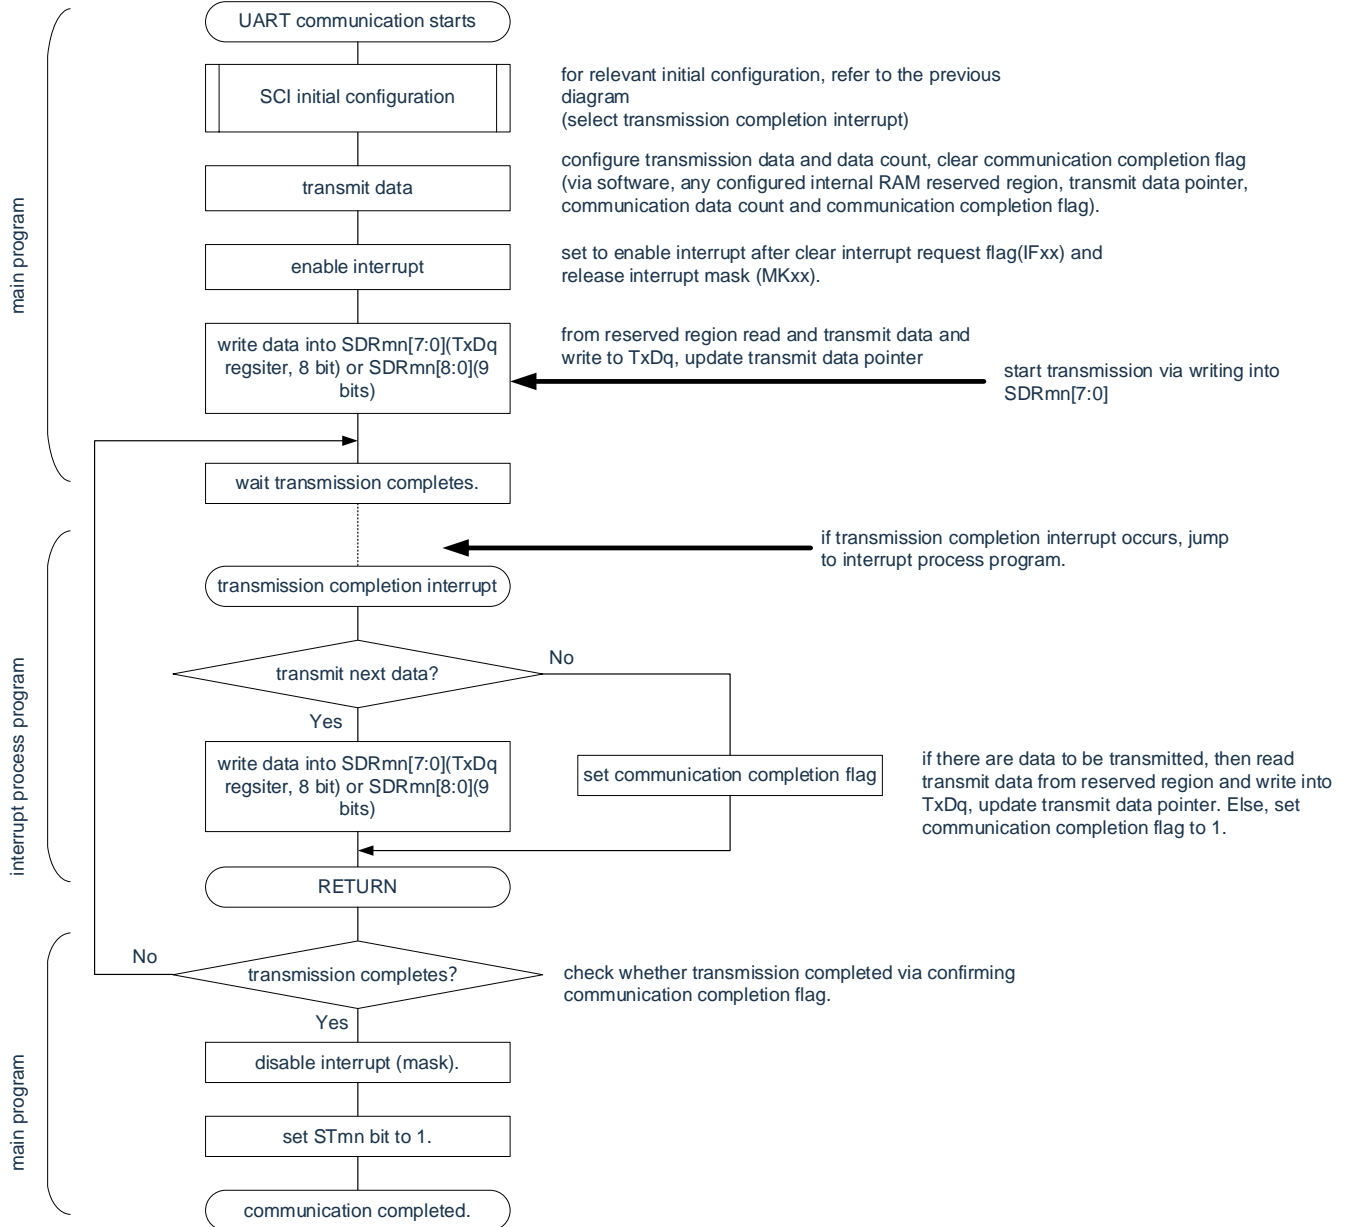 UART communication starts
SCI initial configuration
for relevant initial configuration, refer to the previous
diagram
(select transmission completion interrupt)
transmit data
configure transmission data and data count, clear communication completion flag
(via software, any configured internal RAM reserved region, transmit data pointer,
communication data count and communication completion flag).
main program
enable interrupt
set to enable interrupt after clear interrupt request flag(IFxx) and
release interrupt mask (MKxx).
write data into SDRmn[7:0](TxDq
regsiter, 8 bit) or SDRmn[8:0](9
bits)
from reserved region read and transmit data and
write to TxDq, update transmit data pointer
start transmission via writing into
SDRmn[7:0]
wait transmission completes.
if transmission completion interrupt occurs, jump
to interrupt process program.
transmission completion interrupt
transmit next data?
No
Yes
interrupt process program
write data into SDRmn[7:0](TxDq
regsiter, 8 bit) or SDRmn[8:0](9
bits)
set communication completion flag
if there are data to be transmitted, then read
transmit data from reserved region and write into
TxDq, update transmit data pointer. Else, set
communication completion flag to 1.
RETURN
No
transmission completes?
check whether transmission completed via confirming
communication completion flag.
Yes
main program
disable interrupt (mask).
set STmn bit to 1.
communication completed.